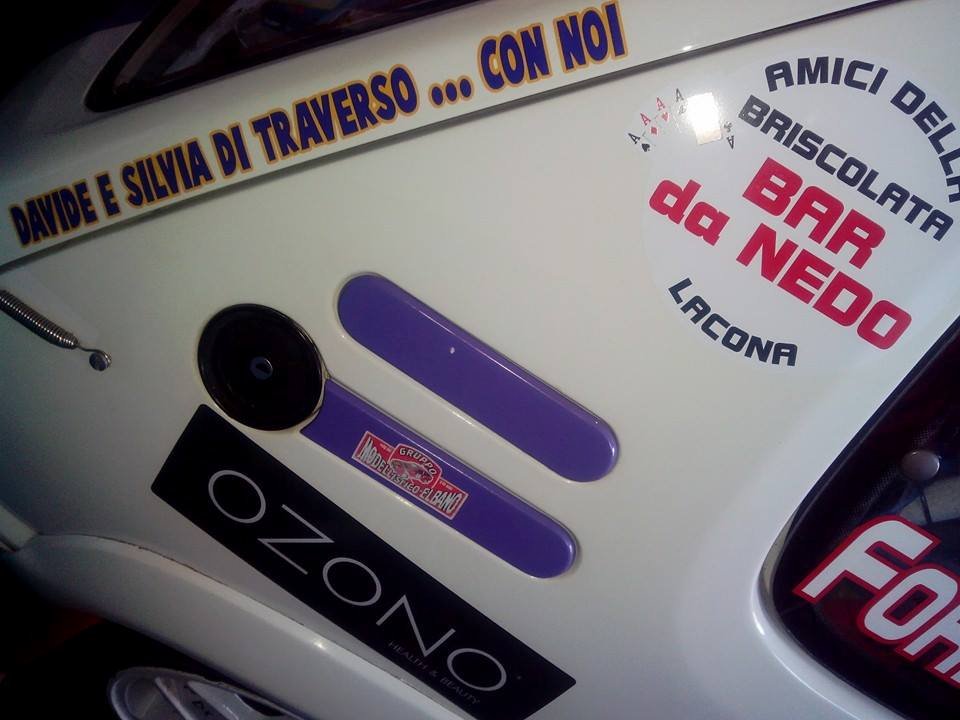 DAVIDE E SILVIA DI TRAVERSO ... CON NOI
AMICI DELLA
BRISCOLATA
BAR
da NEDO
LACONA
A A A A A
GRUPPO
MODELLISTICO ELBANO
OZONO
HEALTH & BEAUTY